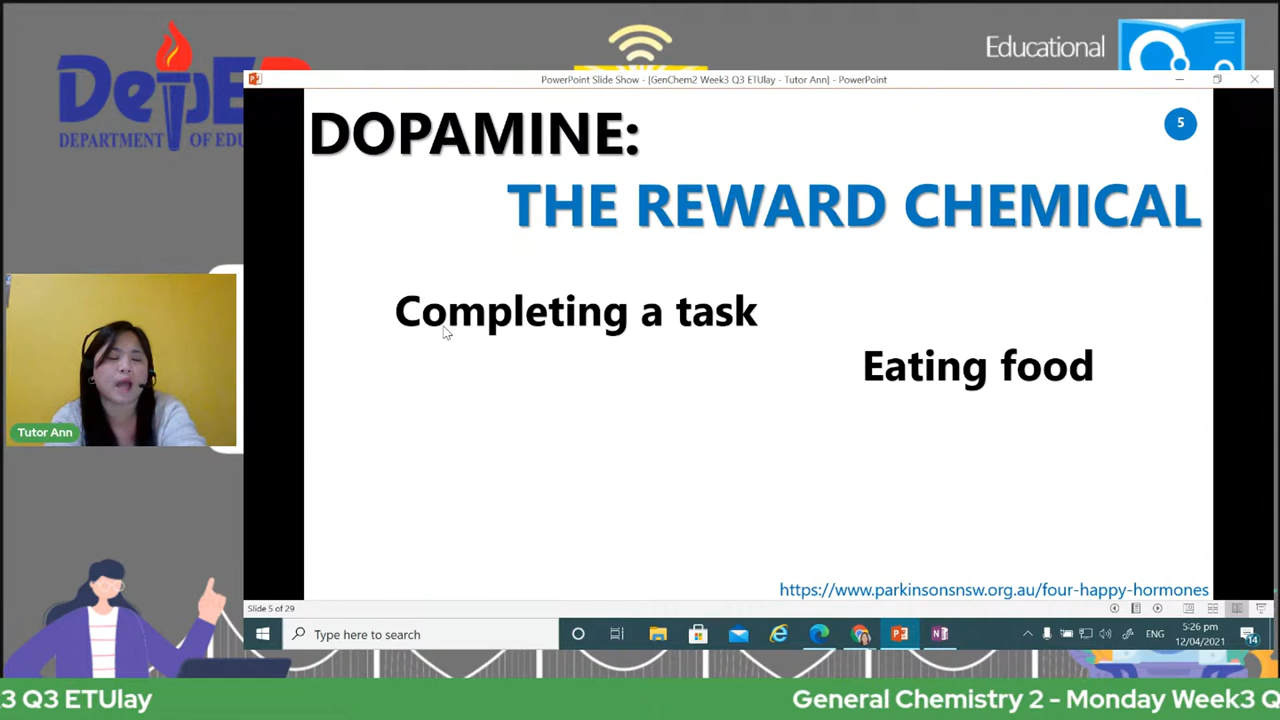 DepED
DEPARTMENT OF EDU
Educational
PowerPoint Slide Show - [GenChem2 Week3 Q3 ETUlay - Tutor Ann] - PowerPoint
DOPAMINE:
5
THE REWARD CHEMICAL
Completing a task
Eating food
Tutor Ann
https://www.parkinsonsnsw.org.au/four-happy-hormones
Slide 5 of 29
Type here to search
ENG
5:26 pm
12/04/2021
14
3 Q3 ETUlay
General Chemistry 2 - Monday Week3 Q